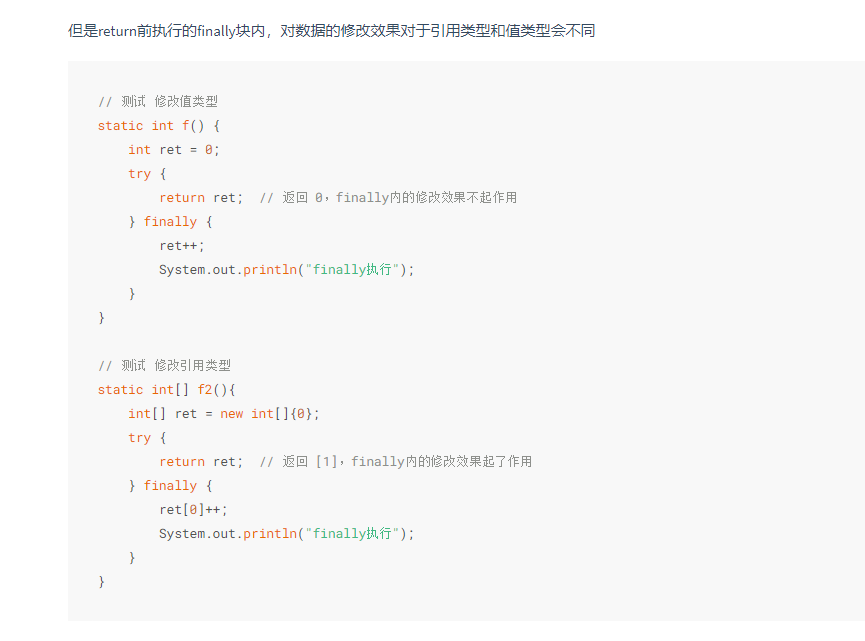 但是return前执行的finally块内，对数据的修改效果对于引用类型和值类型会不同
// 测试 修改值类型
static int f() {
    int ret = 0;
    try {
        return ret;  // 返回 0，finally内的修改效果不起作用
    } finally {
        ret++;
        System.out.println("finally执行");
    }
}

// 测试 修改引用类型
static int[] f2(){
    int[] ret = new int[]{0};
    try {
        return ret;  // 返回 [1]，finally内的修改效果起了作用
    } finally {
        ret[0]++;
        System.out.println("finally执行");
    }
}